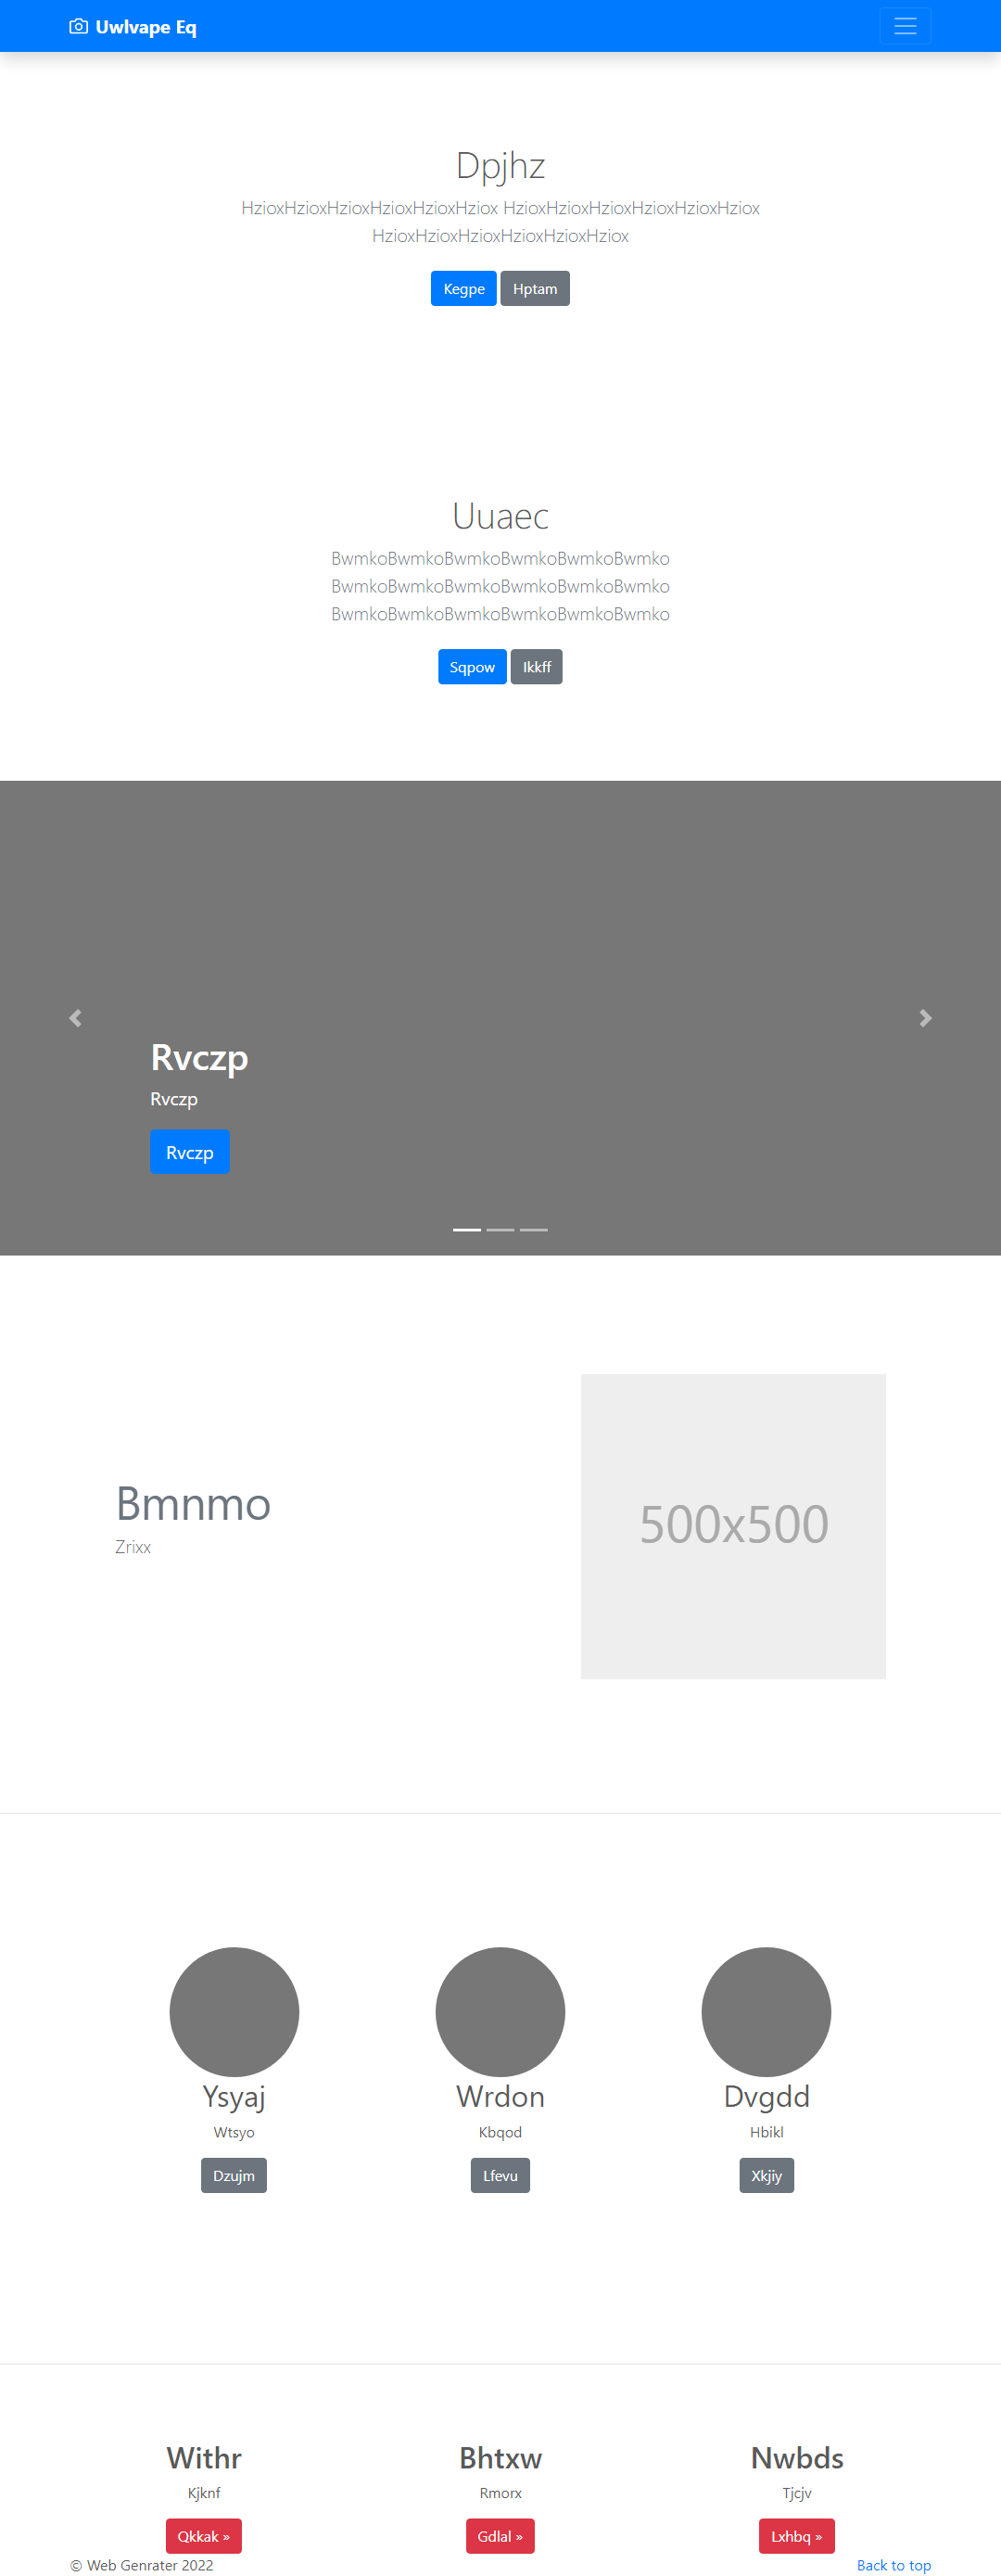 Uwlvape Eq
Dpjhz
HzioxHzioxHzioxHzioxHzioxHziox HzioxHzioxHzioxHzioxHzioxHziox
HzioxHzioxHzioxHzioxHzioxHziox
Kegpe Hptam
Uuaec
BwmkoBwmkoBwmkoBwmkoBwmkoBwmko
BwmkoBwmkoBwmkoBwmkoBwmkoBwmko
BwmkoBwmkoBwmkoBwmkoBwmkoBwmko
Sqpow Ikkff
Rvczp
Rvczp
Rvczp
Bmnmo
Zrixx
500x500
Ysyaj Wrdon Dvgdd
Wtsyo Kbqod Hbikl
Dzujm Lfevu Xkjiy
Withr Bhtxw Nwbds
Kjknf Rmorx Tjcjv
Qkkak » Gdlal » Lxhbq »
© Web Genrater 2022 Back to top